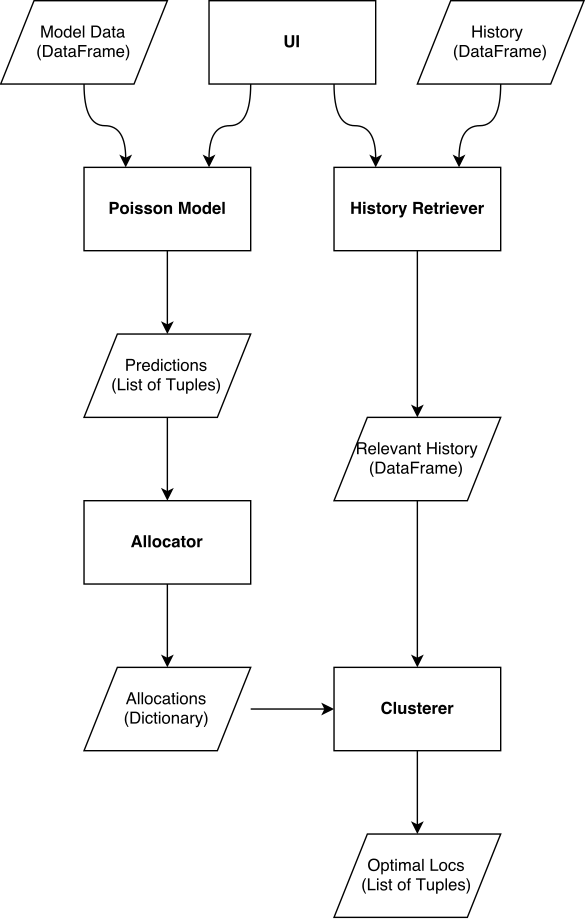 Model Data
(DataFrame)
UI
History
(DataFrame)
Poisson Model
History Retriever
Predictions
(List of Tuples)
Relevant History
(DataFrame)
Allocator
Allocations
(Dictionary)
Clusterer
Optimal Locs
(List of Tuples)